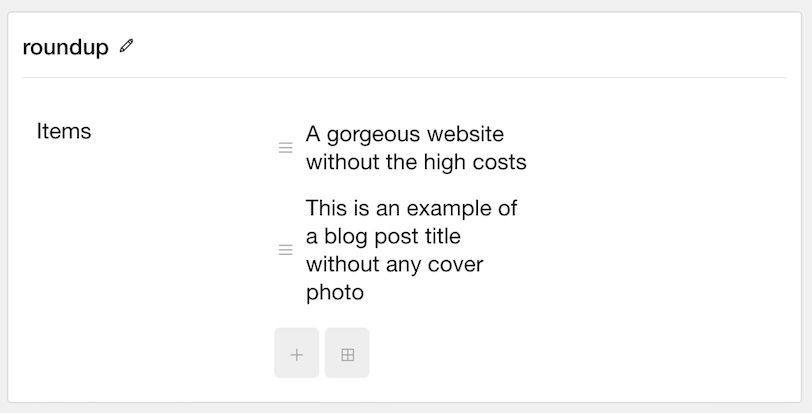 roundup
Items
A gorgeous website
without the high costs
This is an example of
a blog post title
without any cover
photo